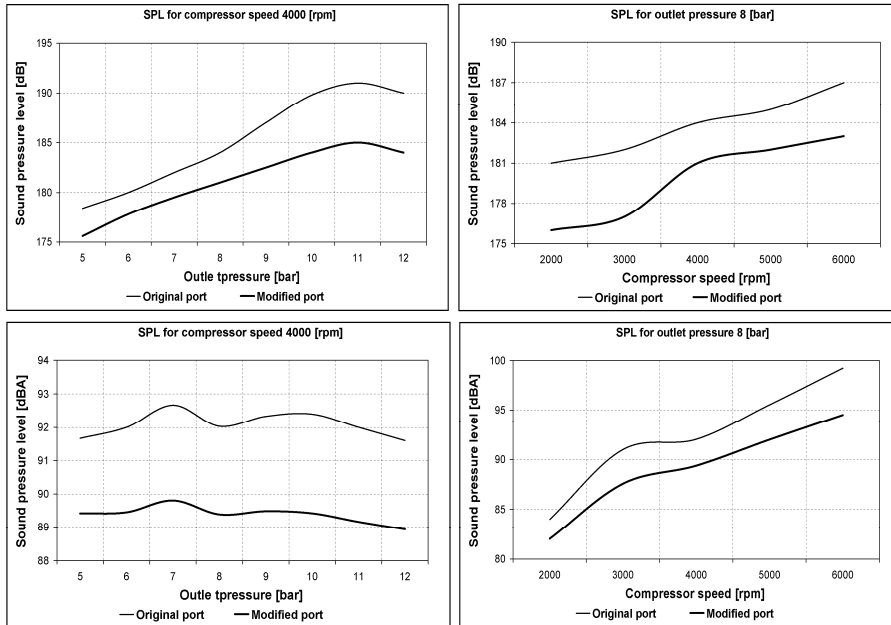 SPL for compressor speed 4000 [rpm]
Sound pressure level [dB]
195
190
185
180
175
5 6 7 8 9 10 11 12
Outle tpressure [bar]
Original port Modified port
SPL for outlet pressure 8 [bar]
Sound pressure level [dB]
190
187
184
181
178
175
2000 3000 4000 5000 6000
Compressor speed [rpm]
Original port Modified port
SPL for compressor speed 4000 [rpm]
Sound pressure level [dBA]
94
93
92
91
90
89
88
5 6 7 8 9 10 11 12
Outle tpressure [bar]
Original port Modified port
SPL for outlet pressure 8 [bar]
Sound pressure level [dBA]
100
95
90
85
80
2000 3000 4000 5000 6000
Compressor speed [rpm]
Original port Modified port